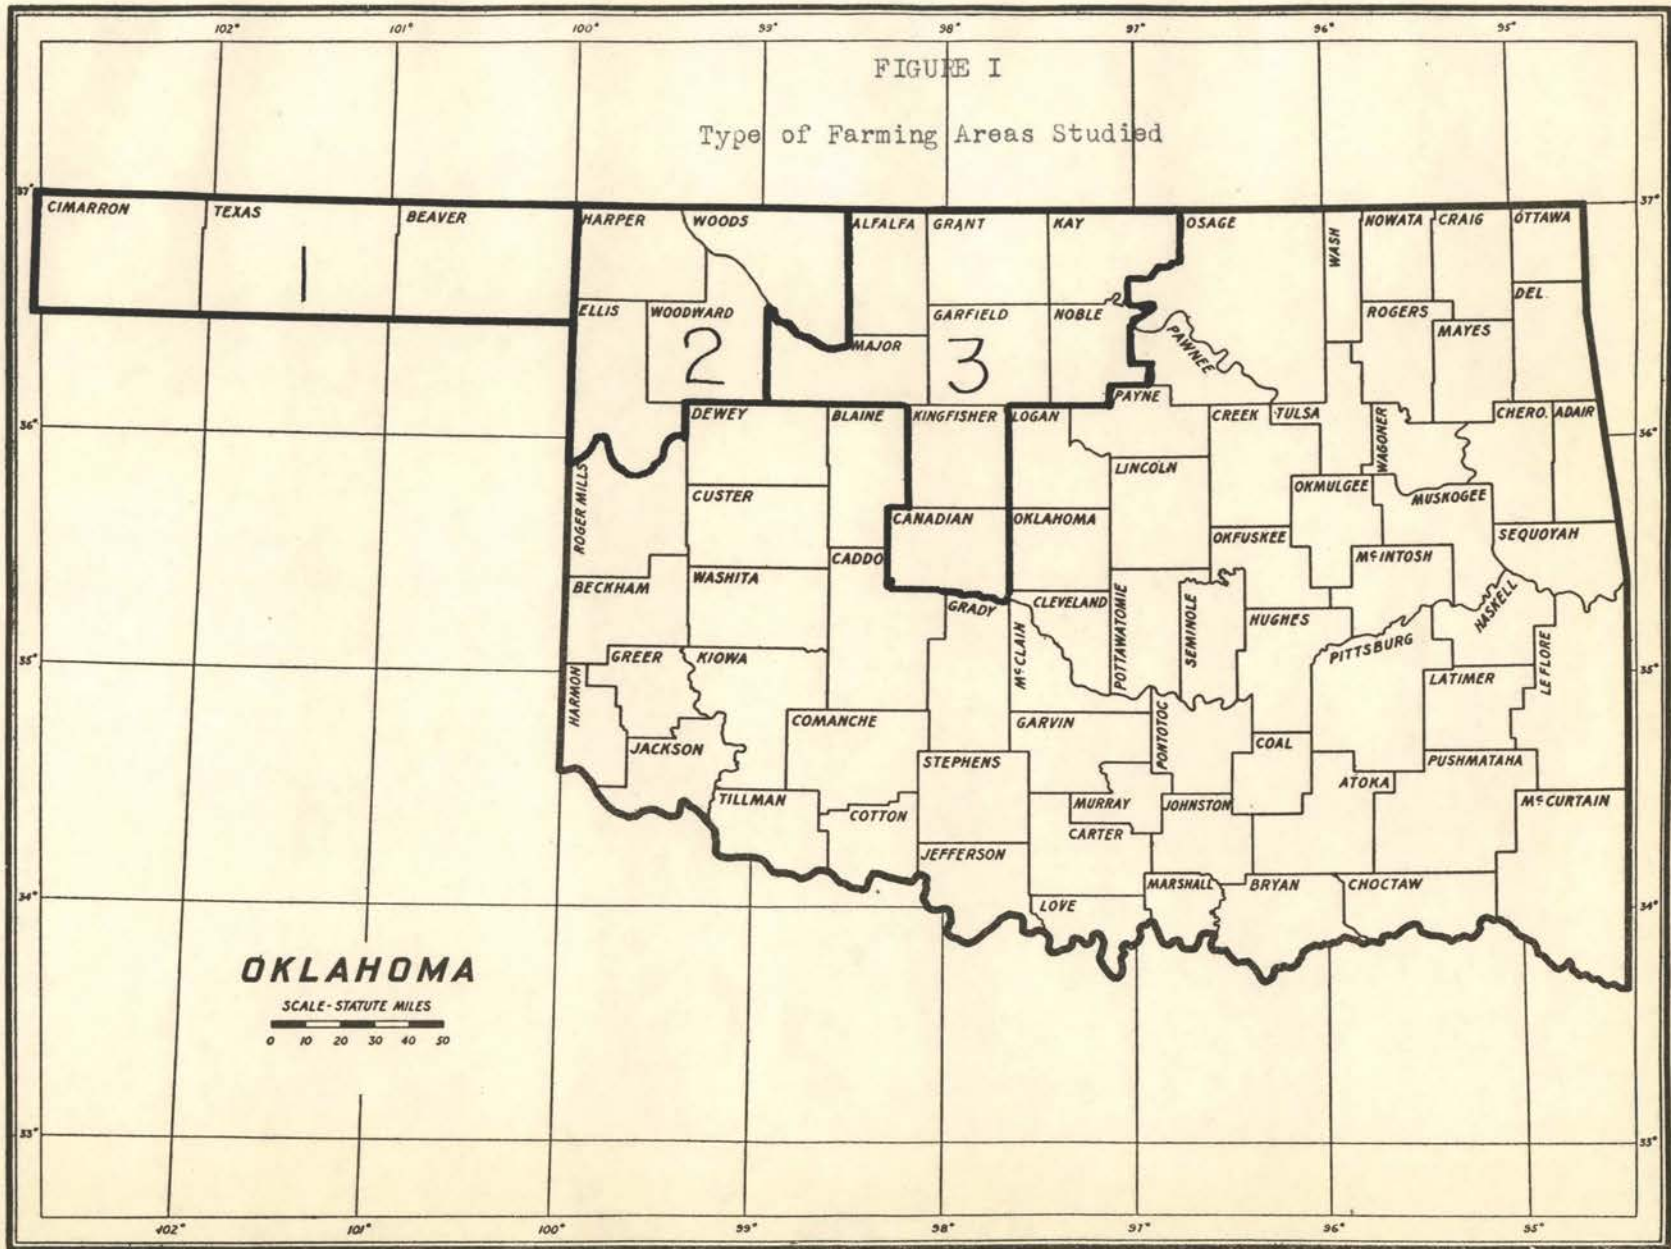 102° 101° 100° 99° 98° 97° 96° 95°
FIGURE I
Type of Farming Areas Studied
37° 37°
CIMARRON TEXAS BEAVER HARPER WOODS ALFALFA GRANT KAY OSAGE WASH NOWATA CRAIG OTTAWA
1
ELLIS WOODWARD GARFIELD NOBLE ROGERS DEL.
2 MAJOR 3 PAWNEE MAYES
PAYNE
DEWEY BLAINE KINGFISHER LOGAN CREEK TULSA WAGONER CHERO. ADAIR
36° 36°
LINCOLN
ROGER MILLS CUSTER OKMULGEE MUSKOGEE
CANADIAN OKLAHOMA OKFUSKEE SEQUOYAH
CADDO McINTOSH
BECKHAM WASHITA
GRADY CLEVELAND POTTAWATOMIE SEMINOLE HUGHES HASKELL
McCLAIN
35° GREER KIOWA PITTSBURG LE FLORE 35°
HARMON LATIMER
COMANCHE GARVIN PONTOTOC
JACKSON COAL
STEPHENS PUSHMATAHA
ATOKA
TILLMAN COTTON MURRAY JOHNSTON McCURTAIN
CARTER
JEFFERSON
MARSHALL BRYAN CHOCTAW
34° LOVE 34°
OKLAHOMA
SCALE-STATUTE MILES
0 10 20 30 40 50
33° 33°
102° 101° 100° 99° 98° 97° 96° 95°